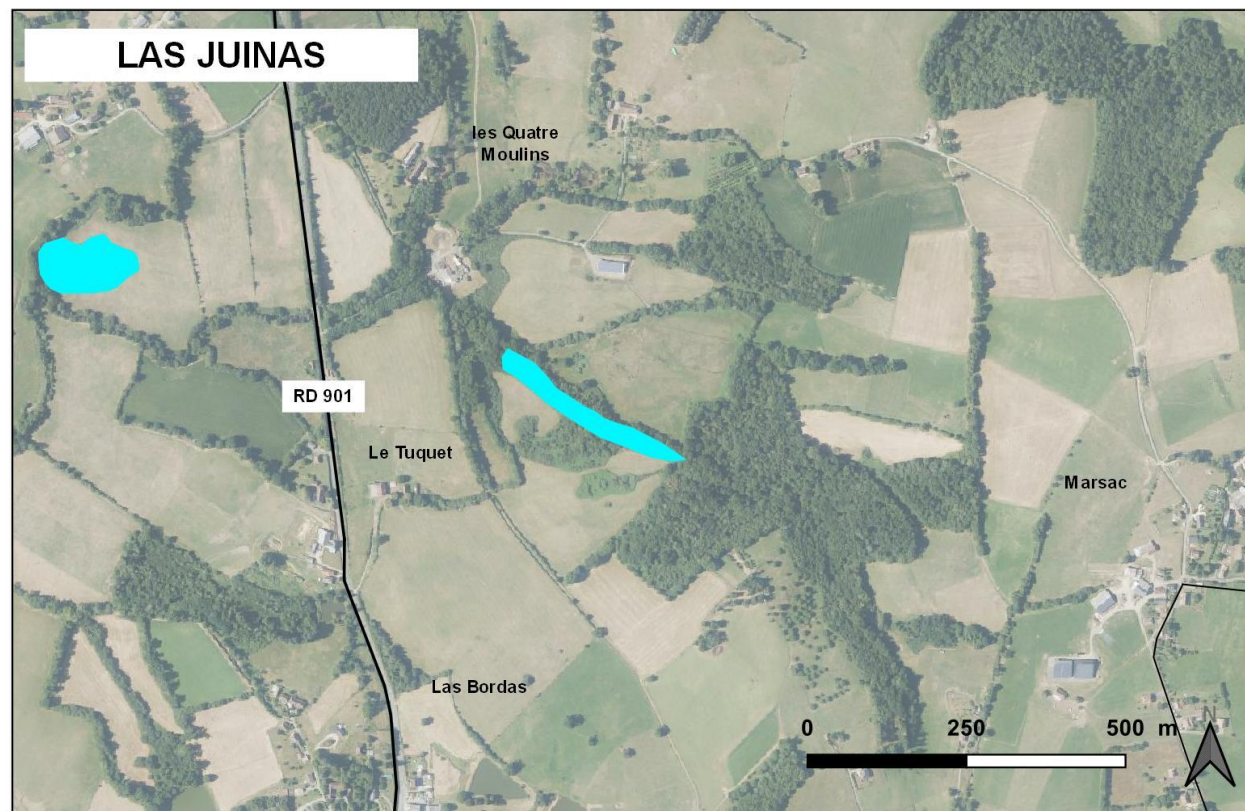 LAS JUINAS
les Quatre
Moulins
RD 901
Le Tuquet
Marsac
Las Bordas
0 250 500 m
N